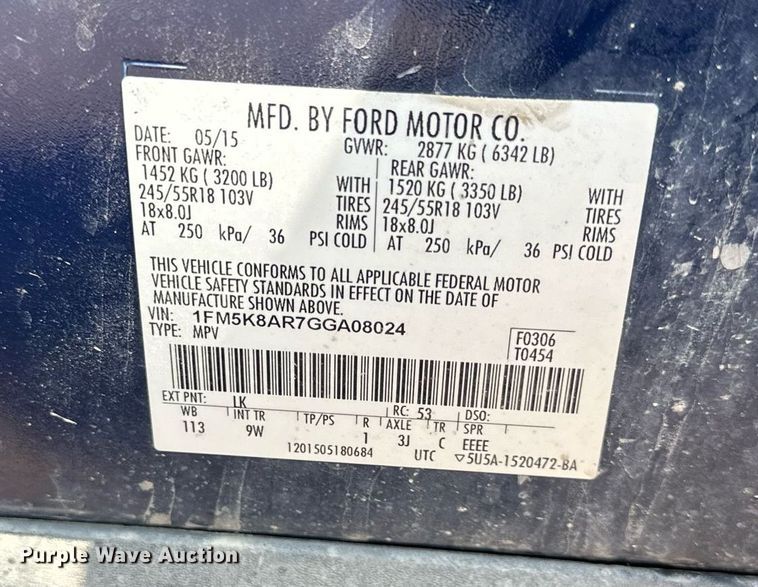 MFD. BY FORD MOTOR CO.
DATE: 05/15 GVWR: 2877 KG ( 6342 LB)
FRONT GAWR: REAR GAWR:
1452 KG ( 3200 LB) WITH 1520 KG ( 3350 LB) WITH
245/55R18 103V TIRES 245/55R18 103V TIRES
18x8.0J RIMS 18x8.0J RIMS
AT 250 kPa/ 36 PSI COLD AT 250 kPa/ 36 PSI COLD
THIS VEHICLE CONFORMS TO ALL APPLICABLE FEDERAL MOTOR
VEHICLE SAFETY STANDARDS IN EFFECT ON THE DATE OF
MANUFACTURE SHOWN ABOVE.
VIN: 1FM5K8AR7GGA08024 F0306
TYPE: MPV T0454
EXT PNT: LK RC: 53 DSO:
WB INT TR TP/PS R AXLE TR SPR
113 9W 1 3J C EEEE
1201505180684 UTC ▽5U5A-1520472-BA
Purple Wave Auction